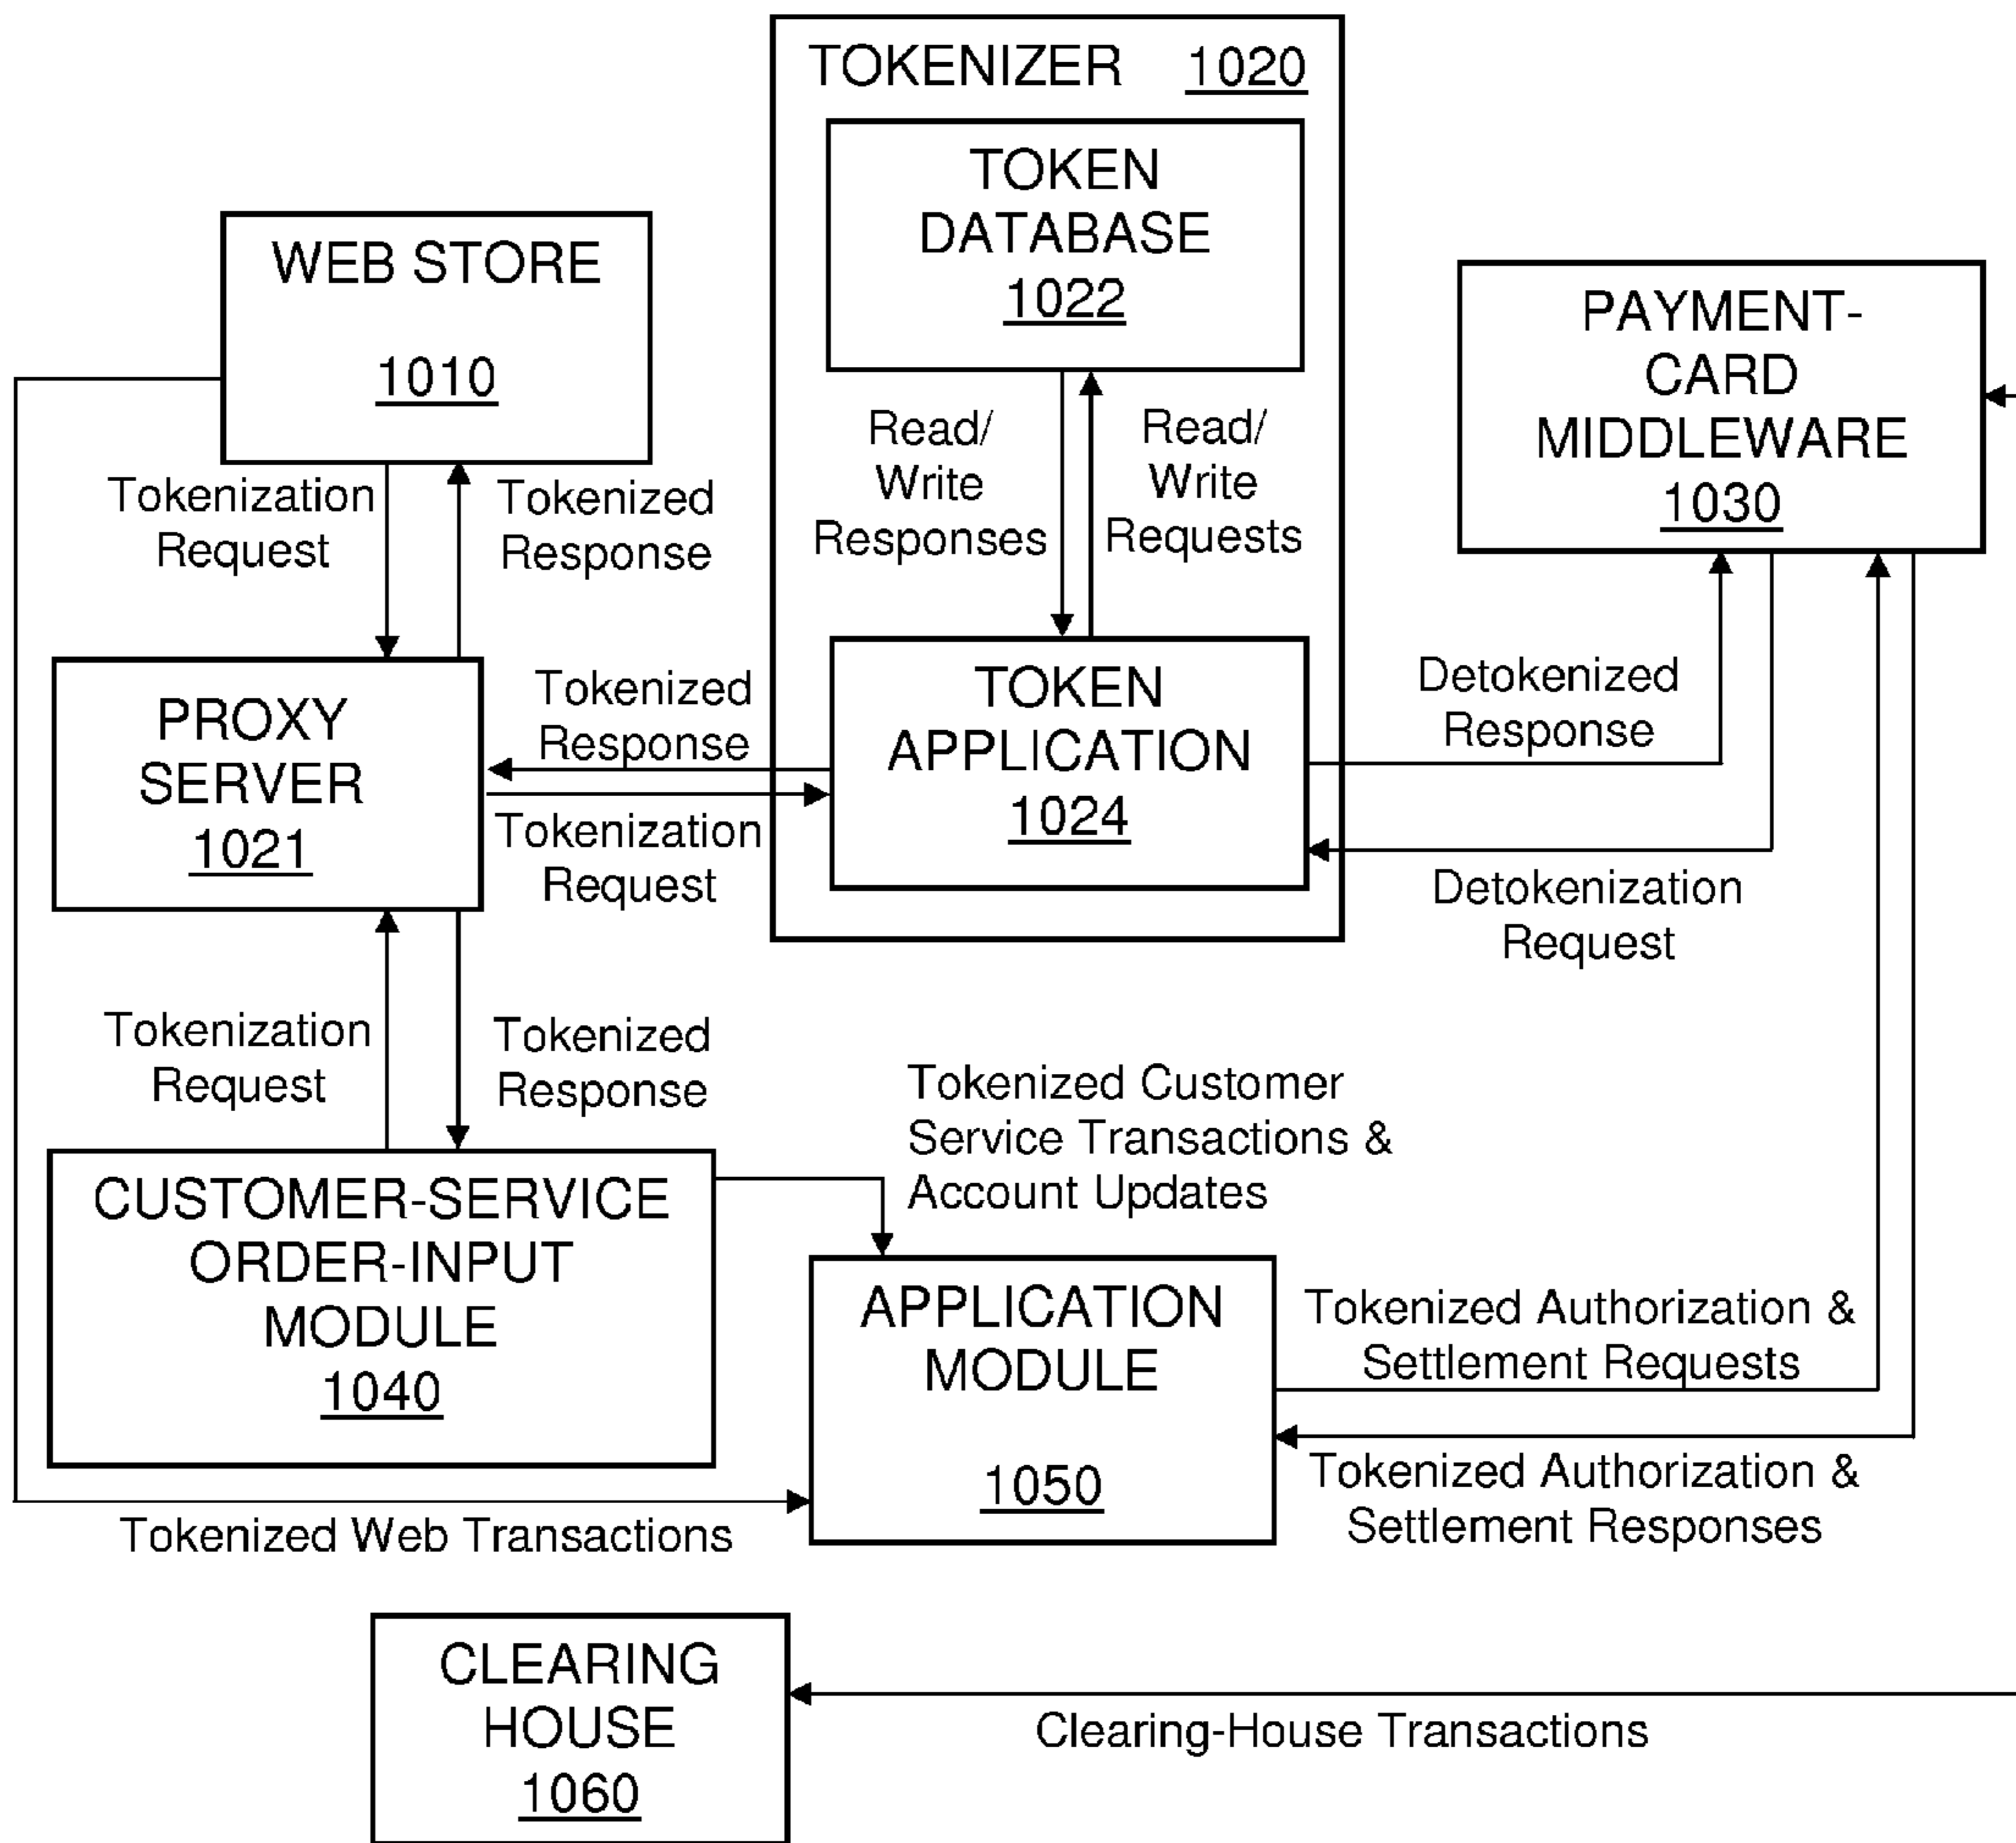 TOKENIZER 1020
TOKEN
DATABASE
1022
WEB STORE
1010
PAYMENT-
CARD
MIDDLEWARE
1030
Read/
Write
Responses
Read/
Write
Requests
Tokenization
Request
Tokenized
Response
PROXY
SERVER
1021
Tokenized
Response
Tokenization
Request
TOKEN
APPLICATION
1024
Detokenized
Response
Detokenization
Request
Tokenization
Request
Tokenized
Response
Tokenized Customer
Service Transactions &
Account Updates
CUSTOMER-SERVICE
ORDER-INPUT
MODULE
1040
APPLICATION
MODULE
1050
Tokenized Authorization &
Settlement Requests
Tokenized Authorization &
Settlement Responses
Tokenized Web Transactions
CLEARING
HOUSE
1060
Clearing-House Transactions